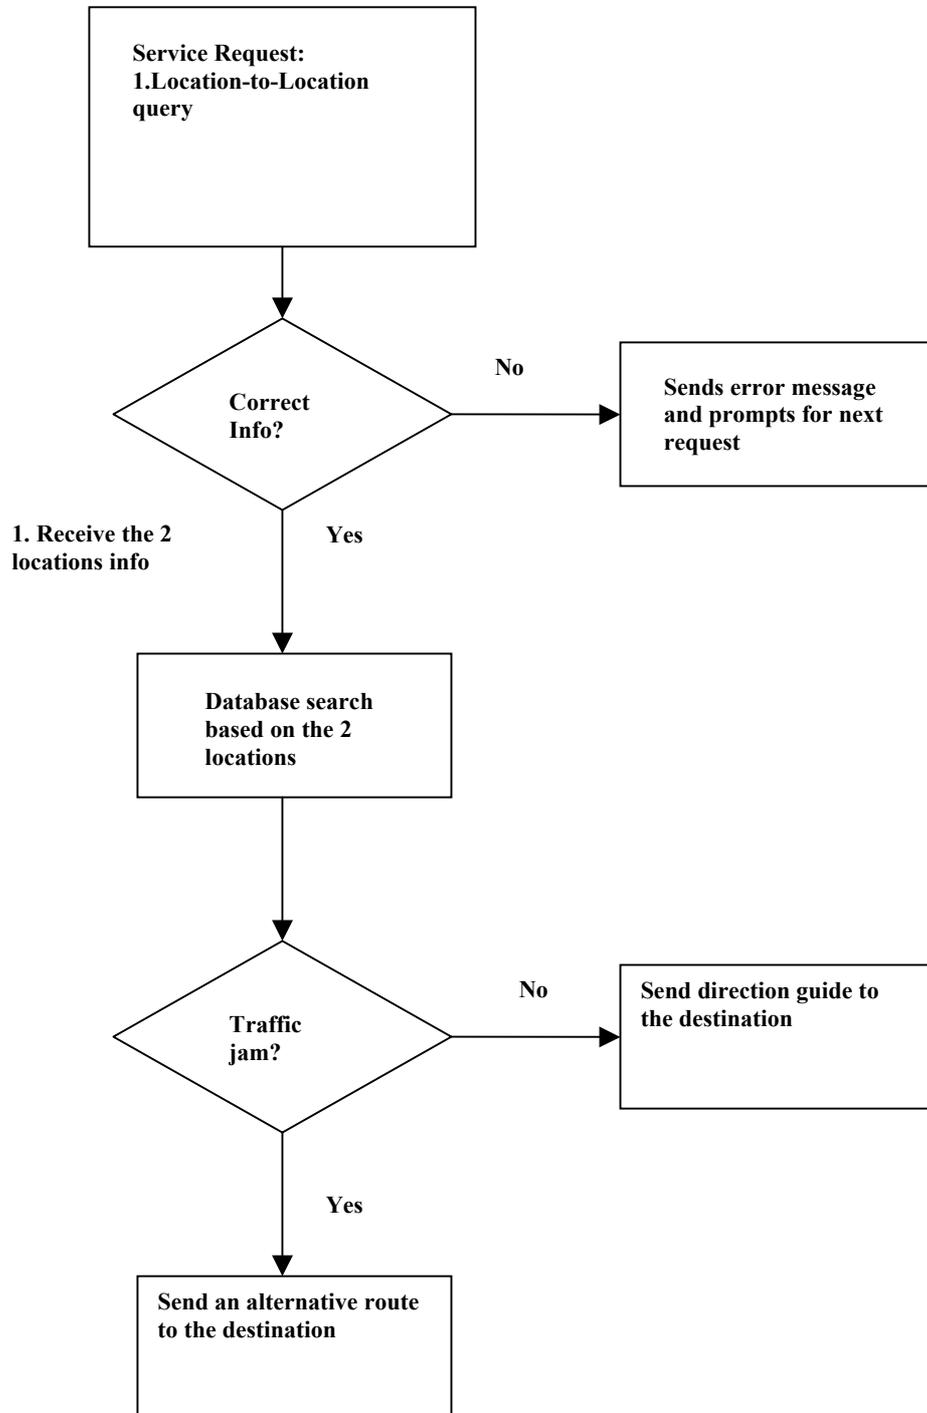 Service Request:
1.Location-to-Location
query
No
Correct
Info?
Sends error message
and prompts for next
request
1. Receive the 2
locations info
Yes
Database search
based on the 2
locations
No
Traffic
jam?
Send direction guide to
the destination
Yes
Send an alternative route
to the destination